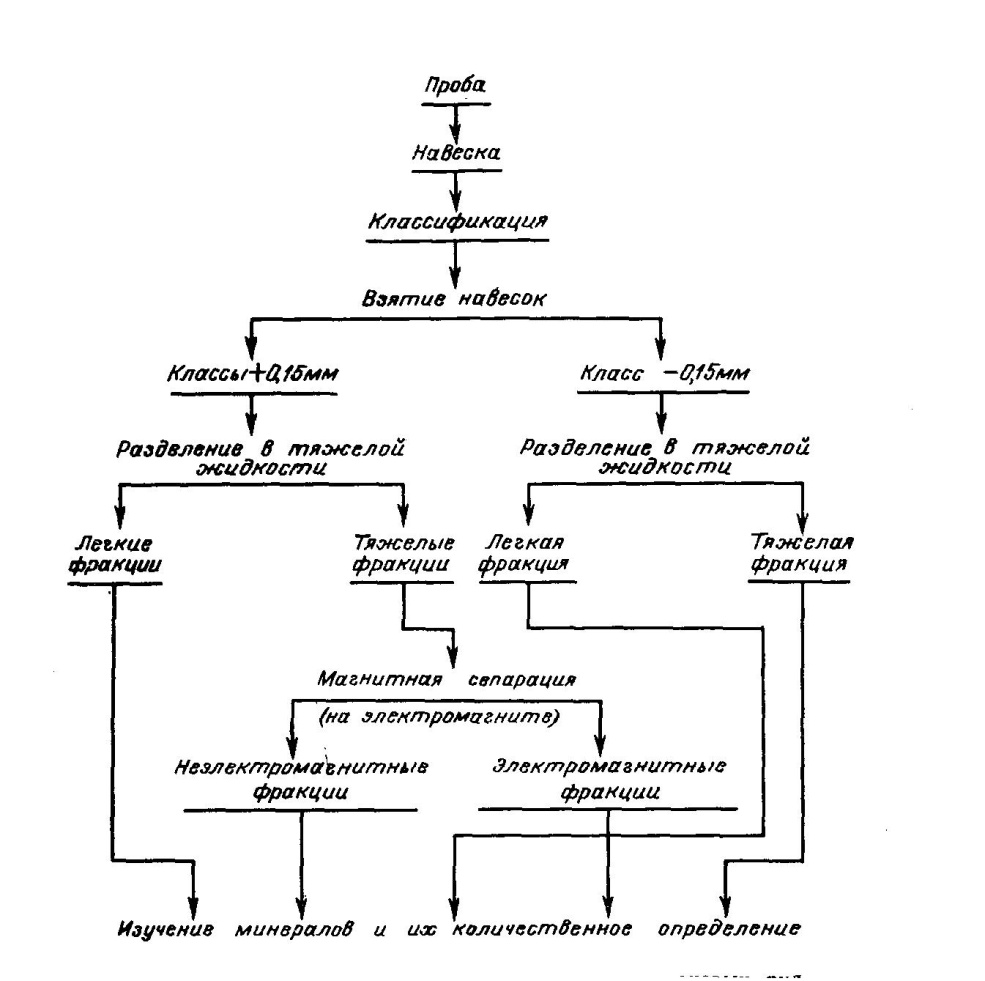 Проба
Навеска
Классификация
Взятие навесок
Классы +0,15мм
Класс -0,15мм
Разделение в тяжелой
жидкости
Разделение в тяжелой
жидкости
Легкие
фракции
Тяжелые
фракции
Легкая
фракция
Тяжелая
фракция
Магнитная сепарация
(на электромагните)
Неэлектромагнитные
фракции
Электромагнитные
фракции
Изучение минералов и их количественное определение